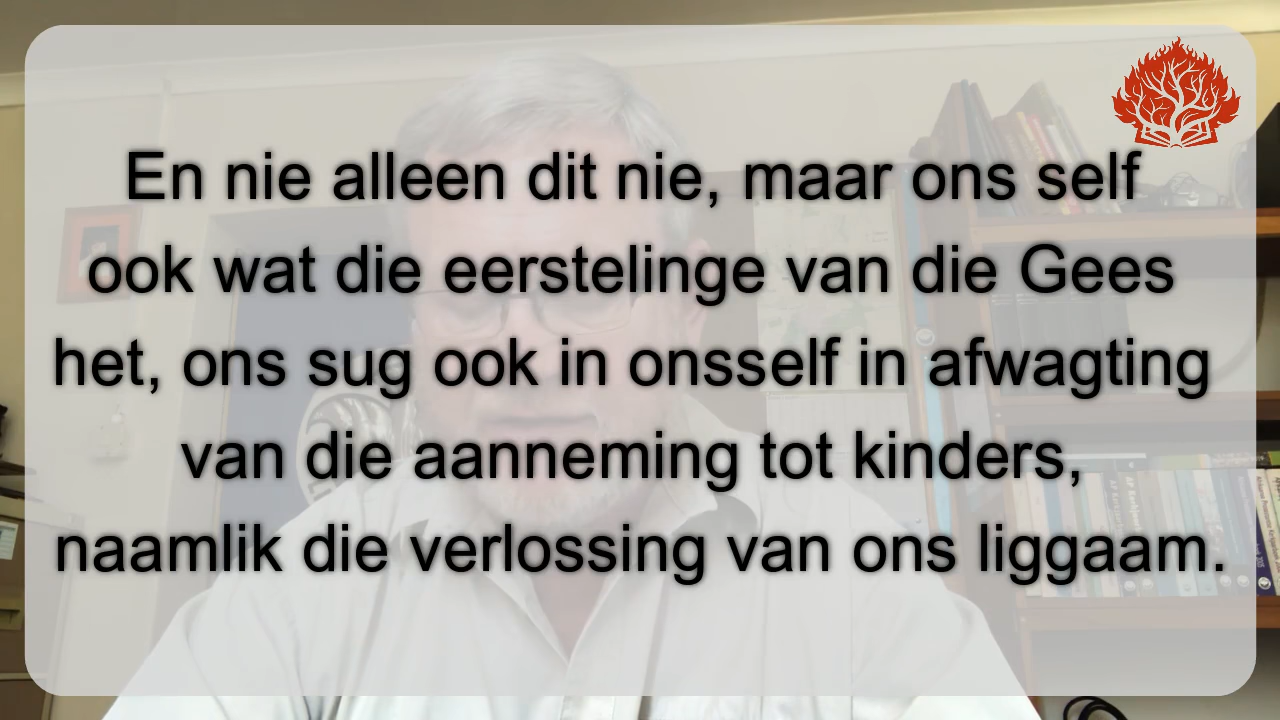 En nie alleen dit nie, maar ons self
ook wat die eerstelinge van die Gees
het, ons sug ook in onsself in afwagting
van die aanneming tot kinders,
naamlik die verlossing van ons liggaam.